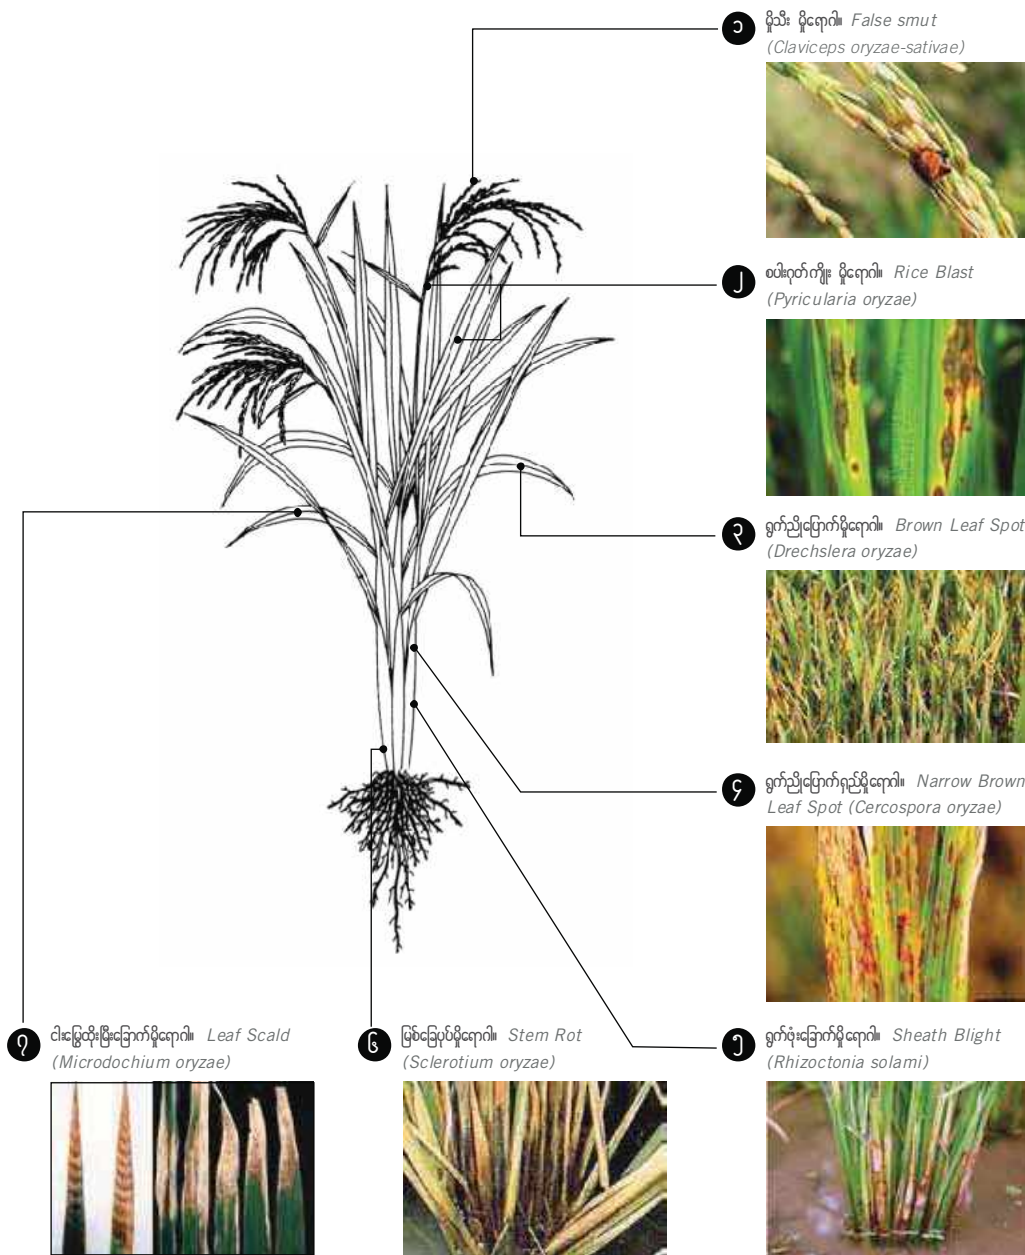 ၁ မှိုသီး မှိုရောဂါ။ False smut
(Claviceps oryzae-sativae)
၂ စပါးဂုတ်ကျိုး မှိုရောဂါ။ Rice Blast
(Pyricularia oryzae)
၃ ရွက်ညိုပြောက်မှိုရောဂါ။ Brown Leaf Spot
(Drechslera oryzae)
၄ ရွက်ညိုပြောက်ရှည်မှိုရောဂါ။ Narrow Brown
Leaf Spot (Cercospora oryzae)
၅ ရွက်ဖုံးခြောက်မှိုရောဂါ။ Sheath Blight
(Rhizoctonia solami)
၆ မြစ်ခြေပုပ်မှိုရောဂါ။ Stem Rot
(Sclerotium oryzae)
၇ ငါးမြွေထိုးမြီးခြောက်မှိုရောဂါ။ Leaf Scald
(Microdochium oryzae)